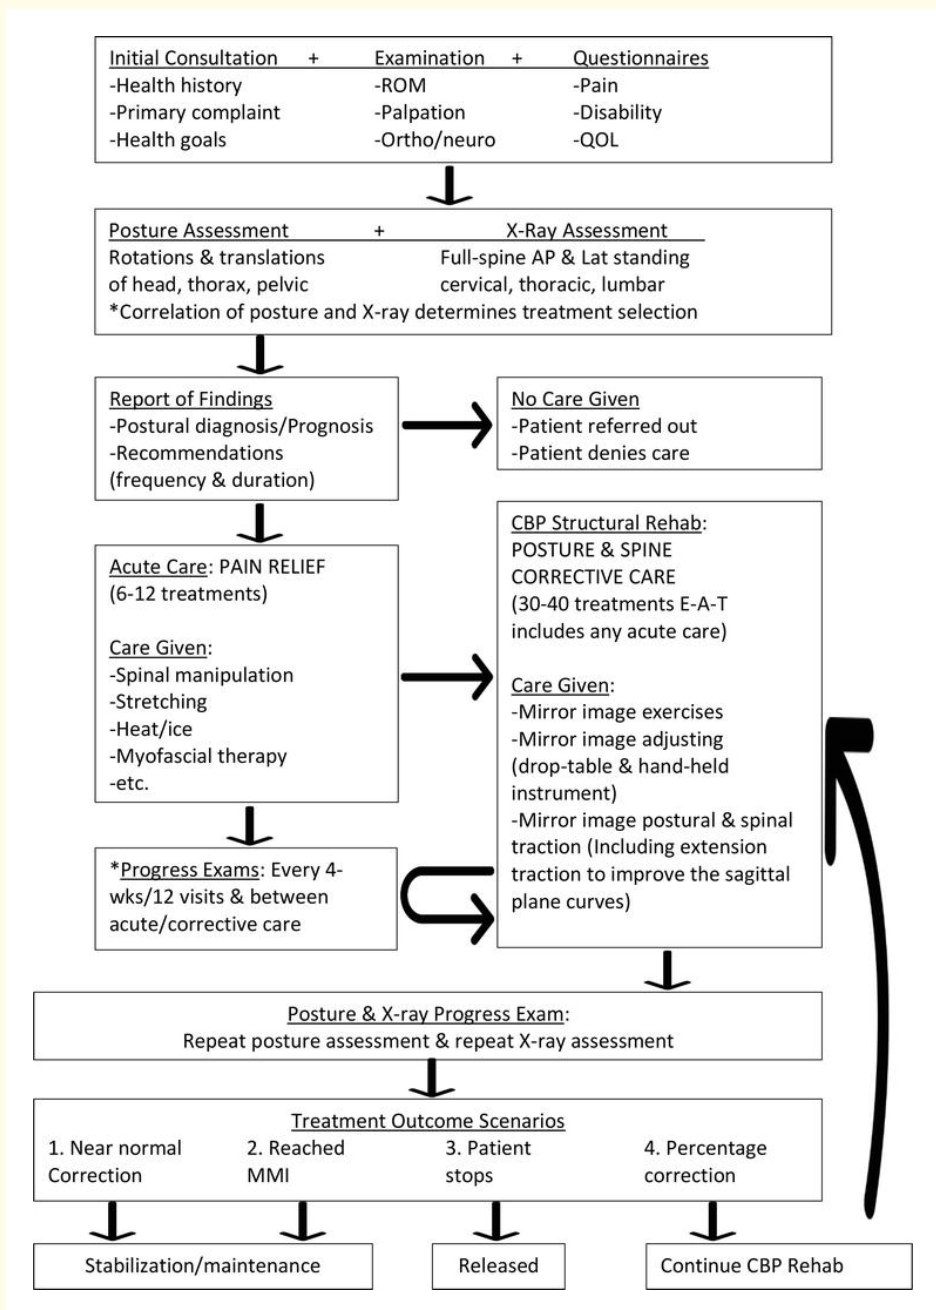 Initial Consultation + Examination + Questionnaires
-Health history -ROM -Pain
-Primary complaint -Palpation -Disability
-Health goals -Ortho/neuro -QOL
Posture Assessment + X-Ray Assessment
Rotations & translations Full-spine AP & Lat standing
of head, thorax, pelvic cervical, thoracic, lumbar
*Correlation of posture and X-ray determines treatment selection
Report of Findings
-Postural diagnosis/Prognosis
-Recommendations
(frequency & duration)
No Care Given
-Patient referred out
-Patient denies care
Acute Care: PAIN RELIEF
(6-12 treatments)
Care Given:
-Spinal manipulation
-Stretching
-Heat/ice
-Myofascial therapy
-etc.
CBP Structural Rehab:
POSTURE & SPINE
CORRECTIVE CARE
(30-40 treatments E-A-T
includes any acute care)
Care Given:
-Mirror image exercises
-Mirror image adjusting
(drop-table & hand-held
instrument)
-Mirror image postural & spinal
traction (Including extension
traction to improve the sagittal
plane curves)
*Progress Exams: Every 4-
wks/12 visits & between
acute/corrective care
Posture & X-ray Progress Exam:
Repeat posture assessment & repeat X-ray assessment
Treatment Outcome Scenarios
1. Near normal 2. Reached 3. Patient 4. Percentage
Correction MMI stops correction
Stabilization/maintenance Released Continue CBP Rehab